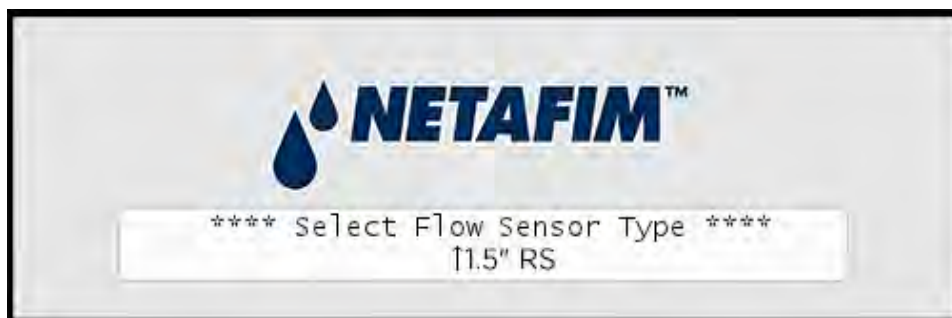 NETAFIM™
**** Select Flow Sensor Type ****
↑1.5" RS